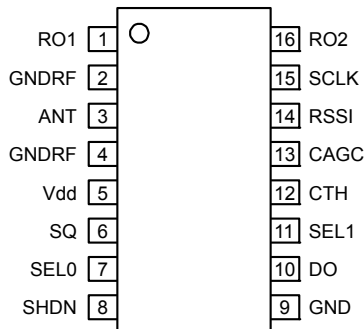 RO1 1 16 RO2
GNDRF 2 15 SCLK
ANT 3 14 RSSI
GNDRF 4 13 CAGC
Vdd 5 12 CTH
SQ 6 11 SEL1
SEL0 7 10 DO
SHDN 8 9 GND